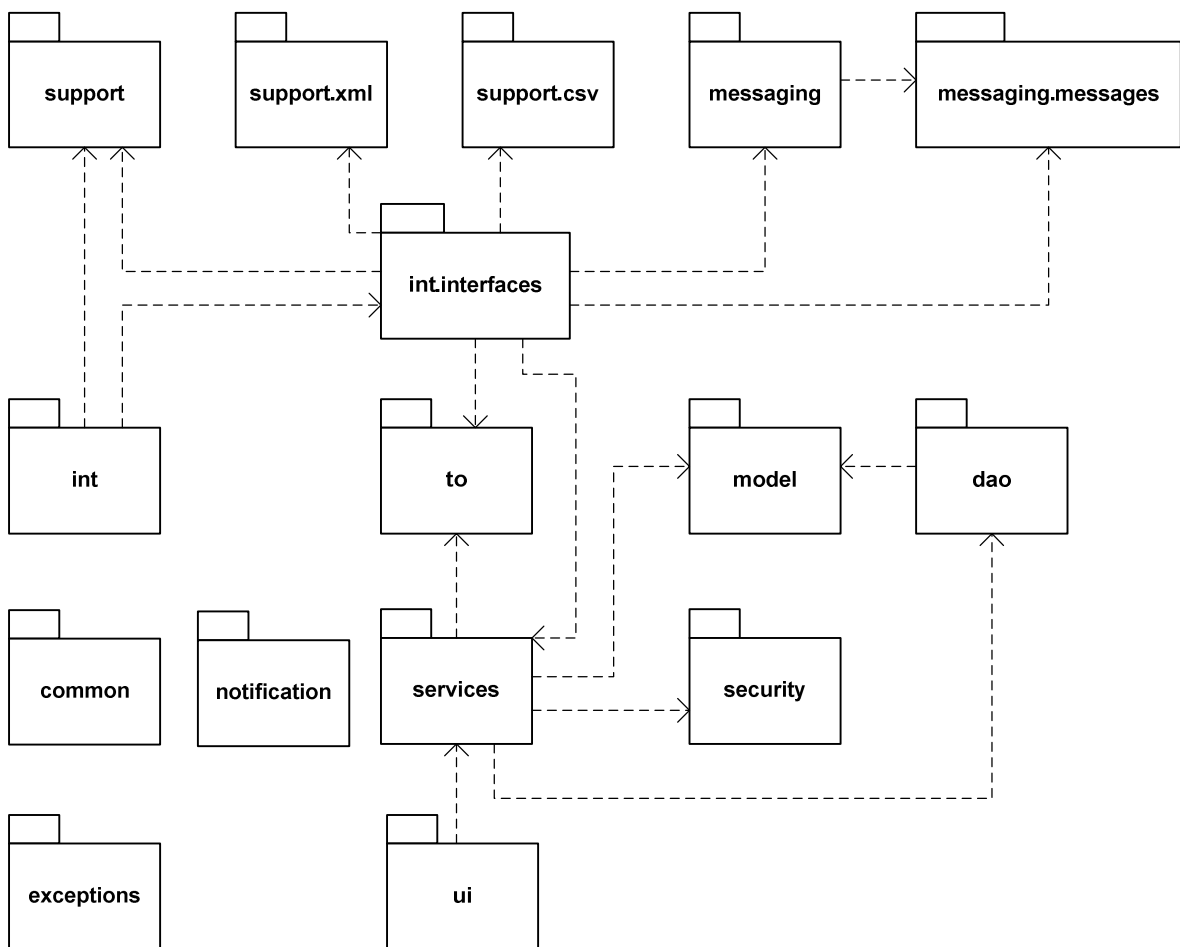 support
support.xml
support.csv
messaging
messaging.messages
int.interfaces
int
to
model
dao
common
notification
services
security
exceptions
ui